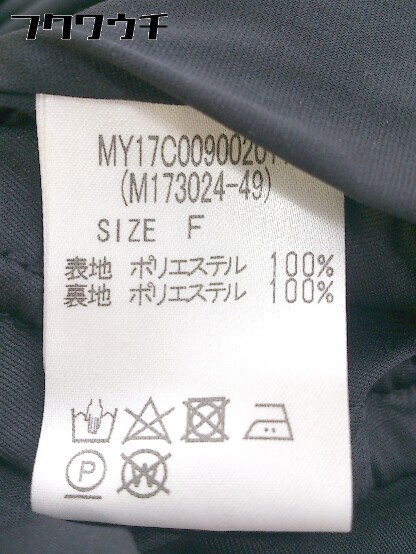 フクワウチ
MY17C0090020
(M173024-49)
SIZE F
表地 ポリエステル 100%
裏地 ポリエステル 100%
P W